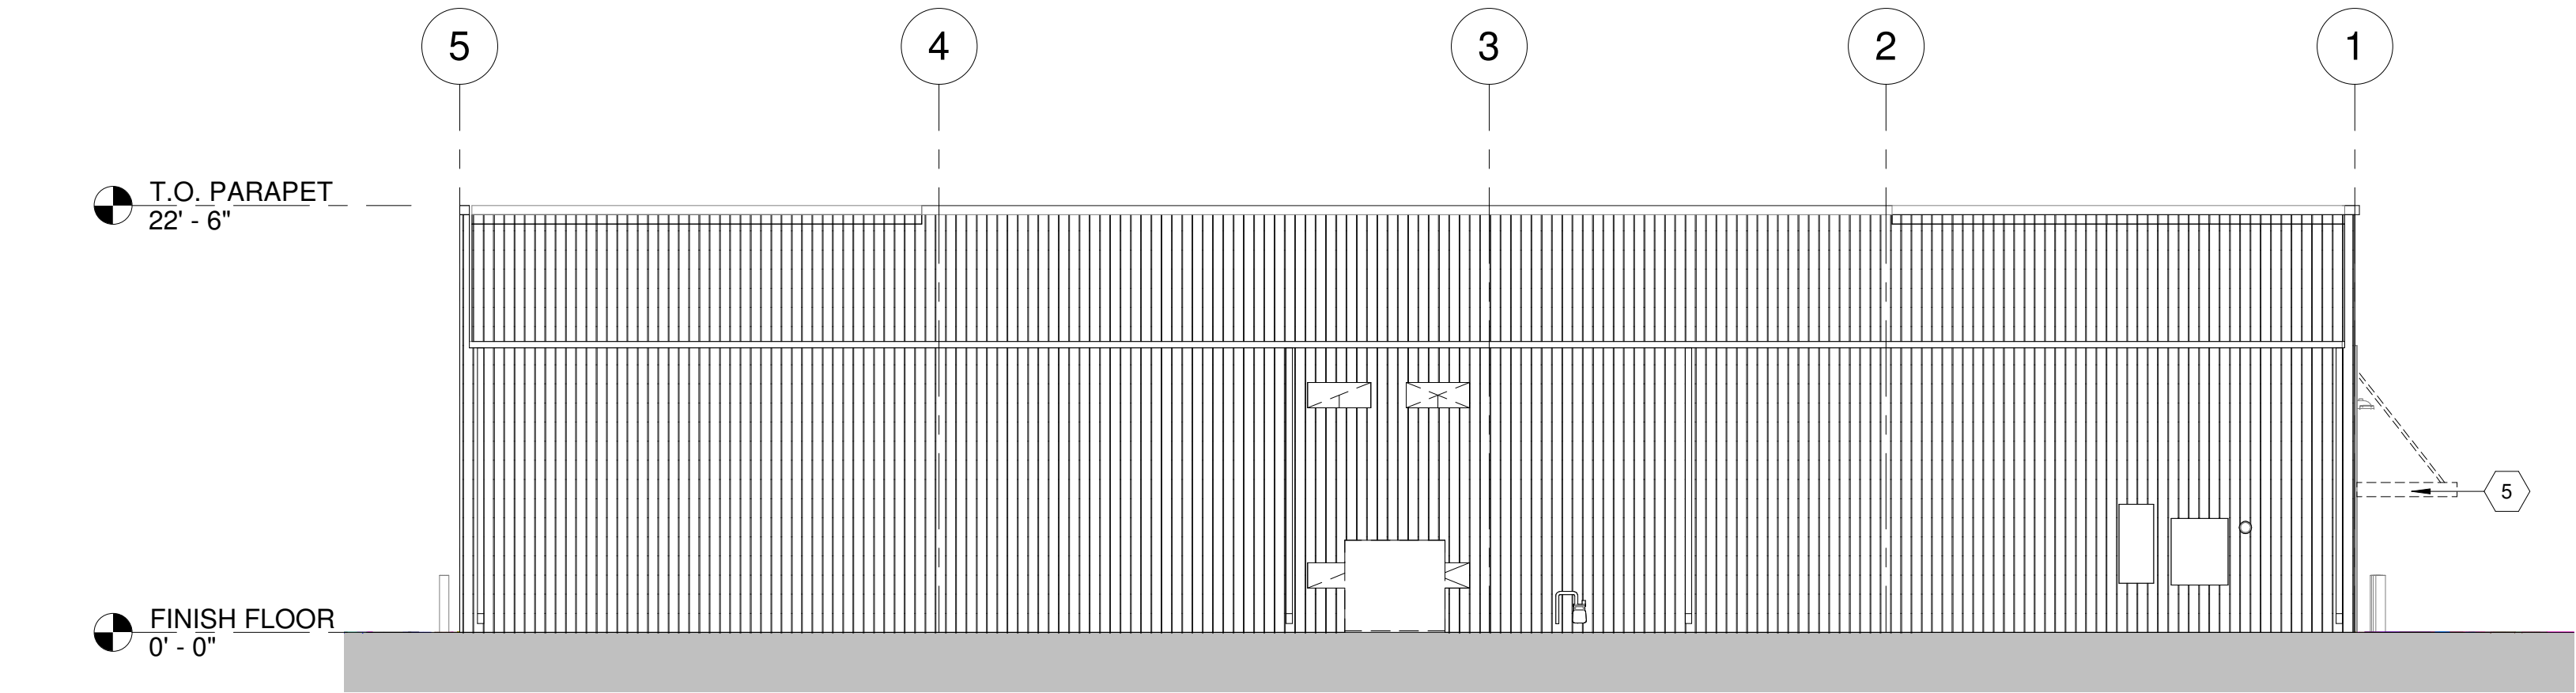 5 4 3 2 1
T.O. PARAPET
22' - 6"
5
FINISH FLOOR
0' - 0"